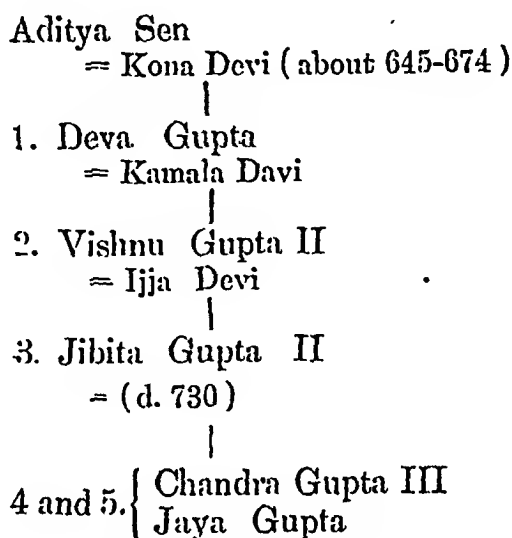 Aditya Sen
= Kona Devi ( about 645-674 )
1. Deva Gupta
= Kamala Davi
2. Vishnu Gupta II
= Ijja Devi
3. Jibita Gupta II
= ( d. 730 )
4 and 5. { Chandra Gupta III
Jaya Gupta